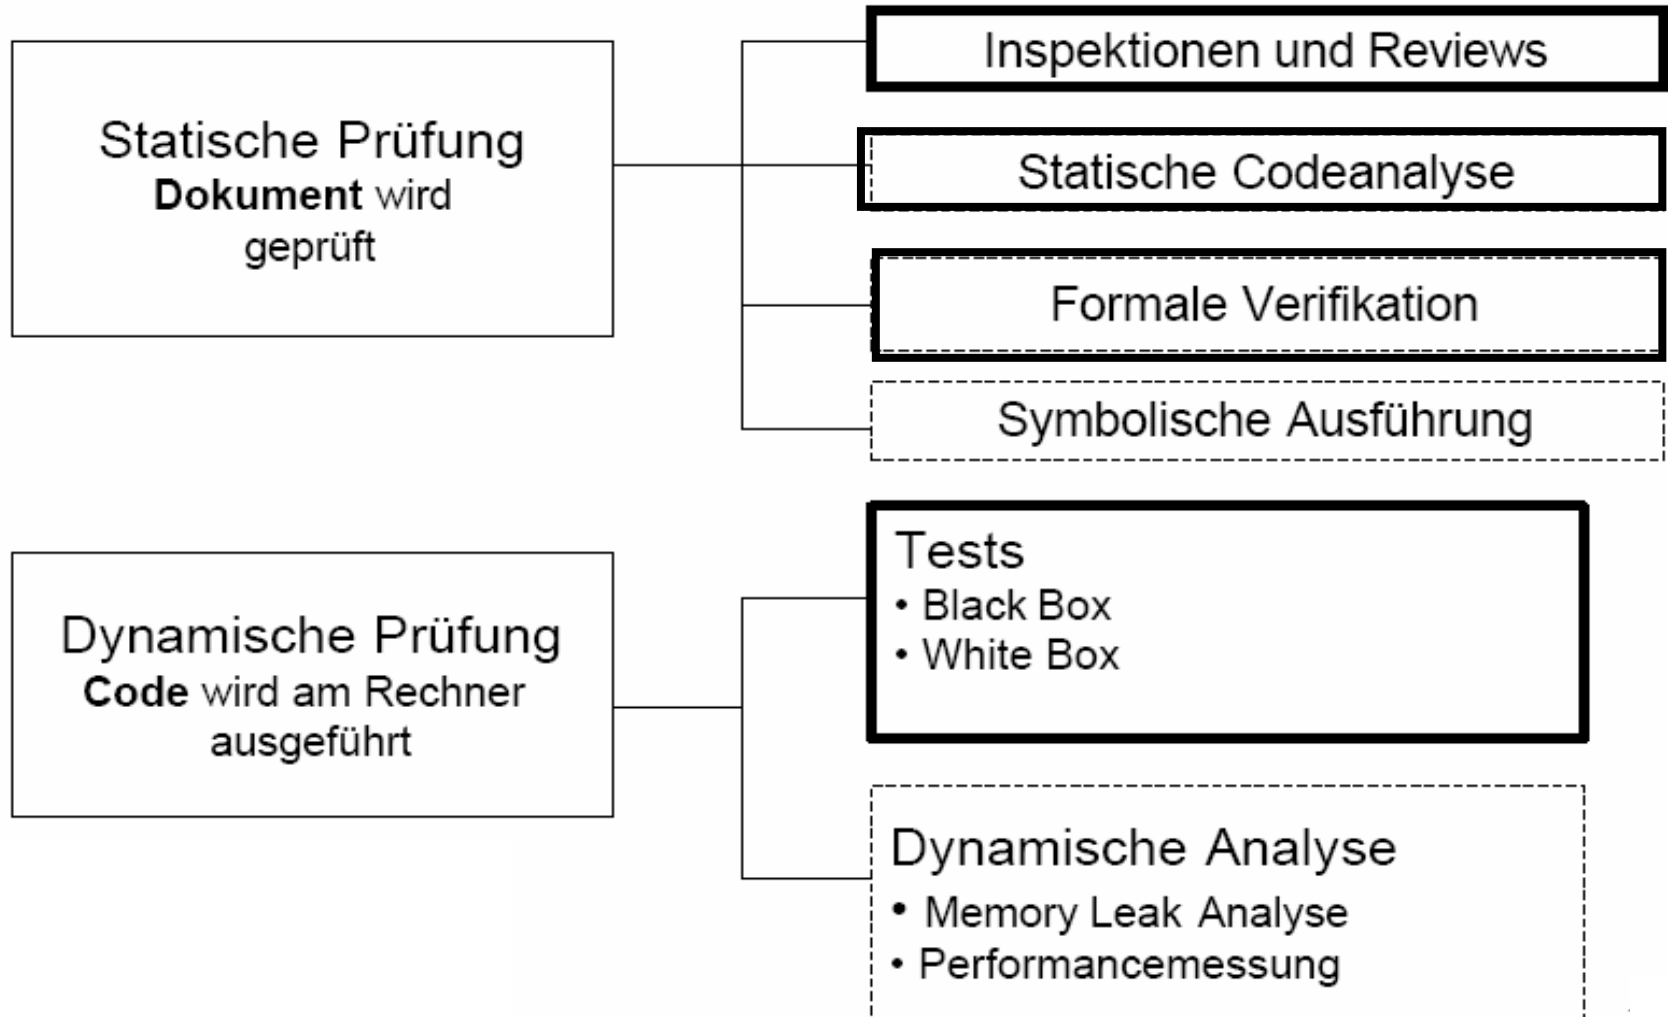 Statische Prüfung
Dokument wird
geprüft
Inspektionen und Reviews
Statische Codeanalyse
Formale Verifikation
Symbolische Ausführung
Dynamische Prüfung
Code wird am Rechner
ausgeführt
Tests
• Black Box
• White Box
Dynamische Analyse
• Memory Leak Analyse
• Performancemessung